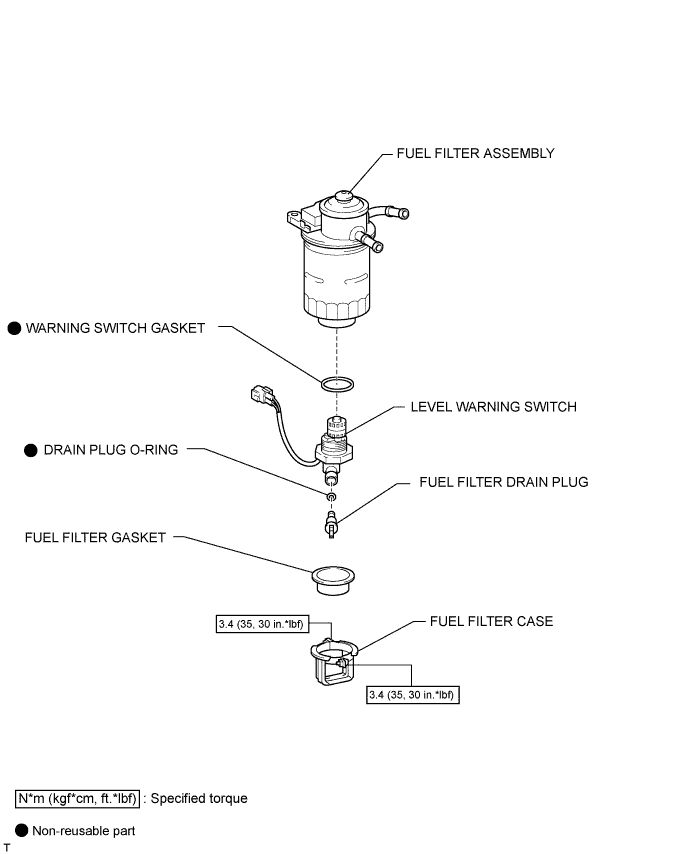 FUEL FILTER ASSEMBLY
WARNING SWITCH GASKET
LEVEL WARNING SWITCH
DRAIN PLUG O-RING
FUEL FILTER DRAIN PLUG
FUEL FILTER GASKET
3.4 (35, 30 in.*lbf)
FUEL FILTER CASE
3.4 (35, 30 in.*lbf)
N*m (kgf*cm, ft.*lbf) : Specified torque
Non-reusable part
T